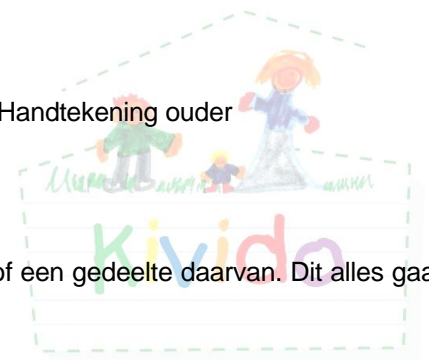 Handtekening ouder
Kivido
of een gedeelte daarvan. Dit alles gaa